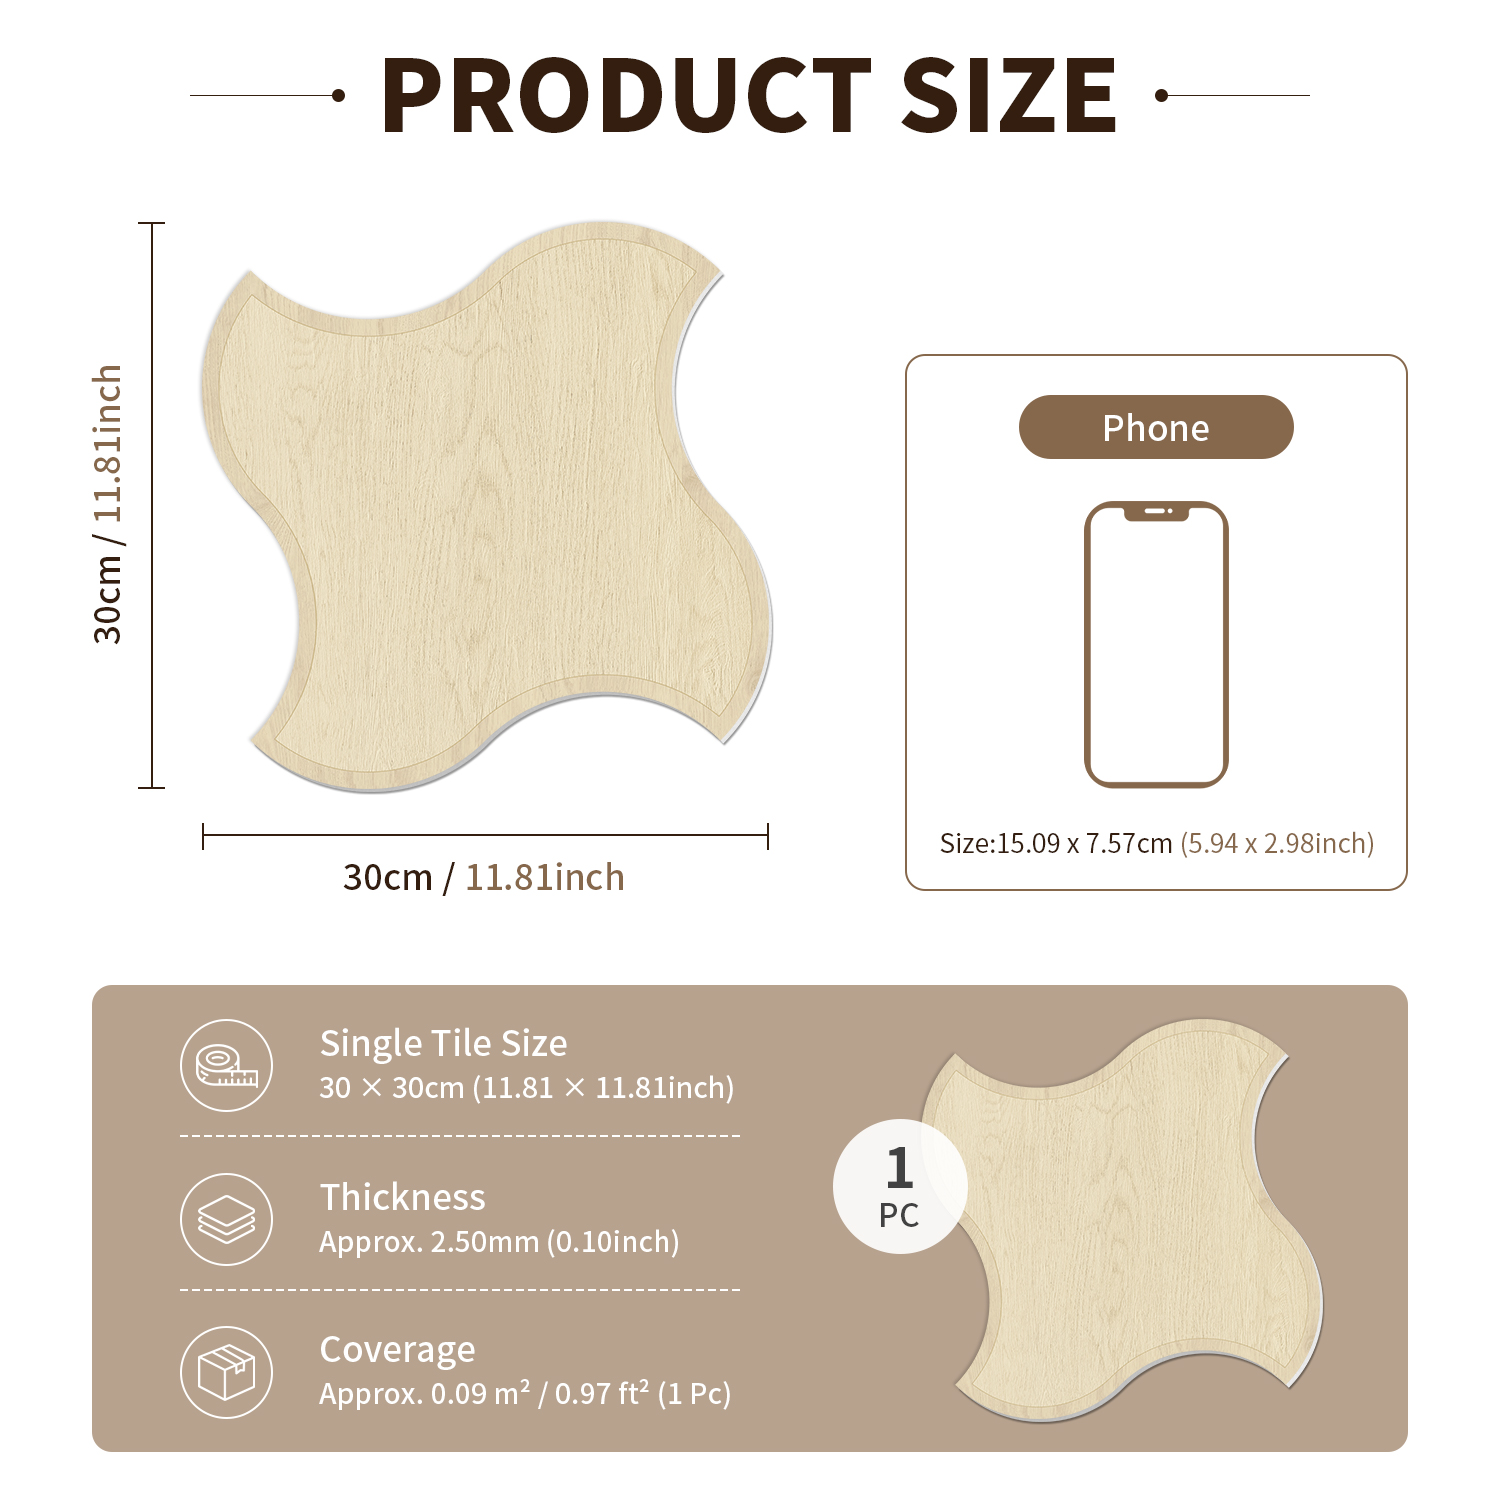 PRODUCT SIZE
30cm / 11.81inch
30cm / 11.81inch
Phone
Size:15.09 x 7.57cm (5.94 x 2.98inch)
Single Tile Size
30 × 30cm (11.81 × 11.81inch)
Thickness
Approx. 2.50mm (0.10inch)
Coverage
Approx. 0.09 m² / 0.97 ft² (1 Pc)
1
PC